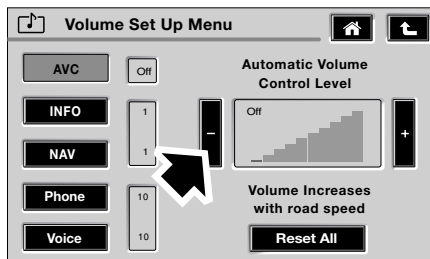 Volume Set Up Menu
AVC
Off
Automatic Volume
Control Level
INFO
1
-
Off
+
NAV
1
Phone
10
Volume Increases
with road speed
Voice
10
Reset All